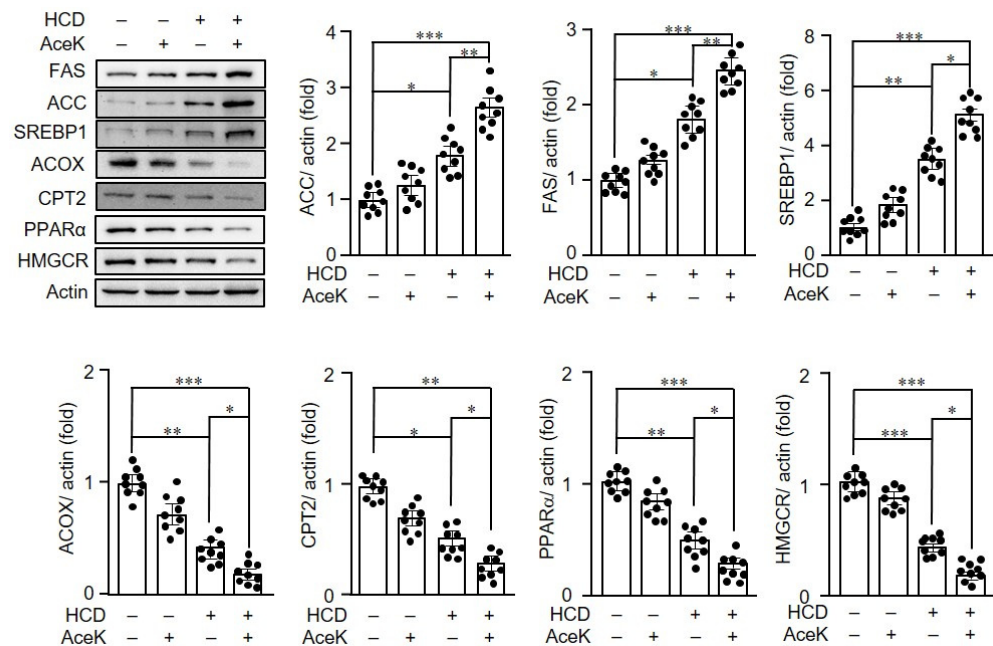 HCD − − + +
AceK − + − +
FAS
ACC
SREBP1
ACOX
CPT2
PPARα
HMGCR
Actin
ACC/ actin (fold)
4
3
2
1
0
***
**
*
HCD − − + +
AceK − + − +
FAS/ actin (fold)
3
2
1
0
***
**
*
HCD − − + +
AceK − + − +
SREBP1/ actin (fold)
8
6
4
2
0
***
*
**
HCD − − + +
AceK − + − +
ACOX/ actin (fold)
2
1
0
***
*
**
HCD − − + +
AceK − + − +
CPT2/ actin (fold)
2
1
0
**
*
*
HCD − − + +
AceK − + − +
PPARα/ actin (fold)
2
1
0
***
*
**
HCD − − + +
AceK − + − +
HMGCR/ actin (fold)
2
1
0
***
*
***
HCD − − + +
AceK − + − +